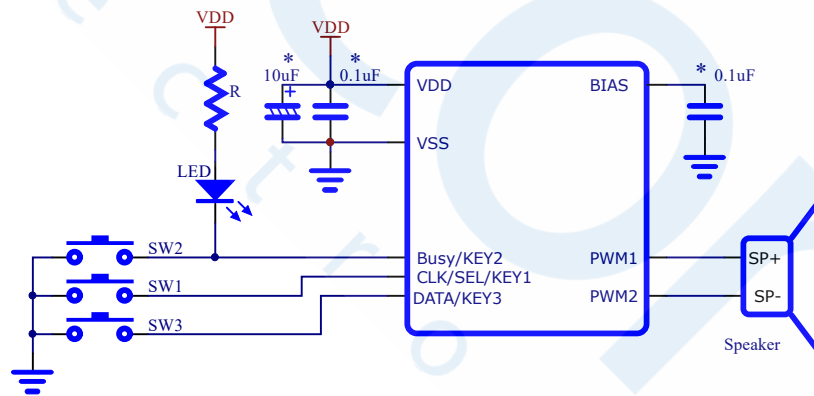 VDD
VDD
* * *
10uF 0.1uF 0.1uF
+
R
VDD BIAS
VSS
LED
SW2 Busy/KEY2 PWM1 SP+
CLK/SEL/KEY1
SW1 DATA/KEY3 PWM2 SP-
SW3
Speaker